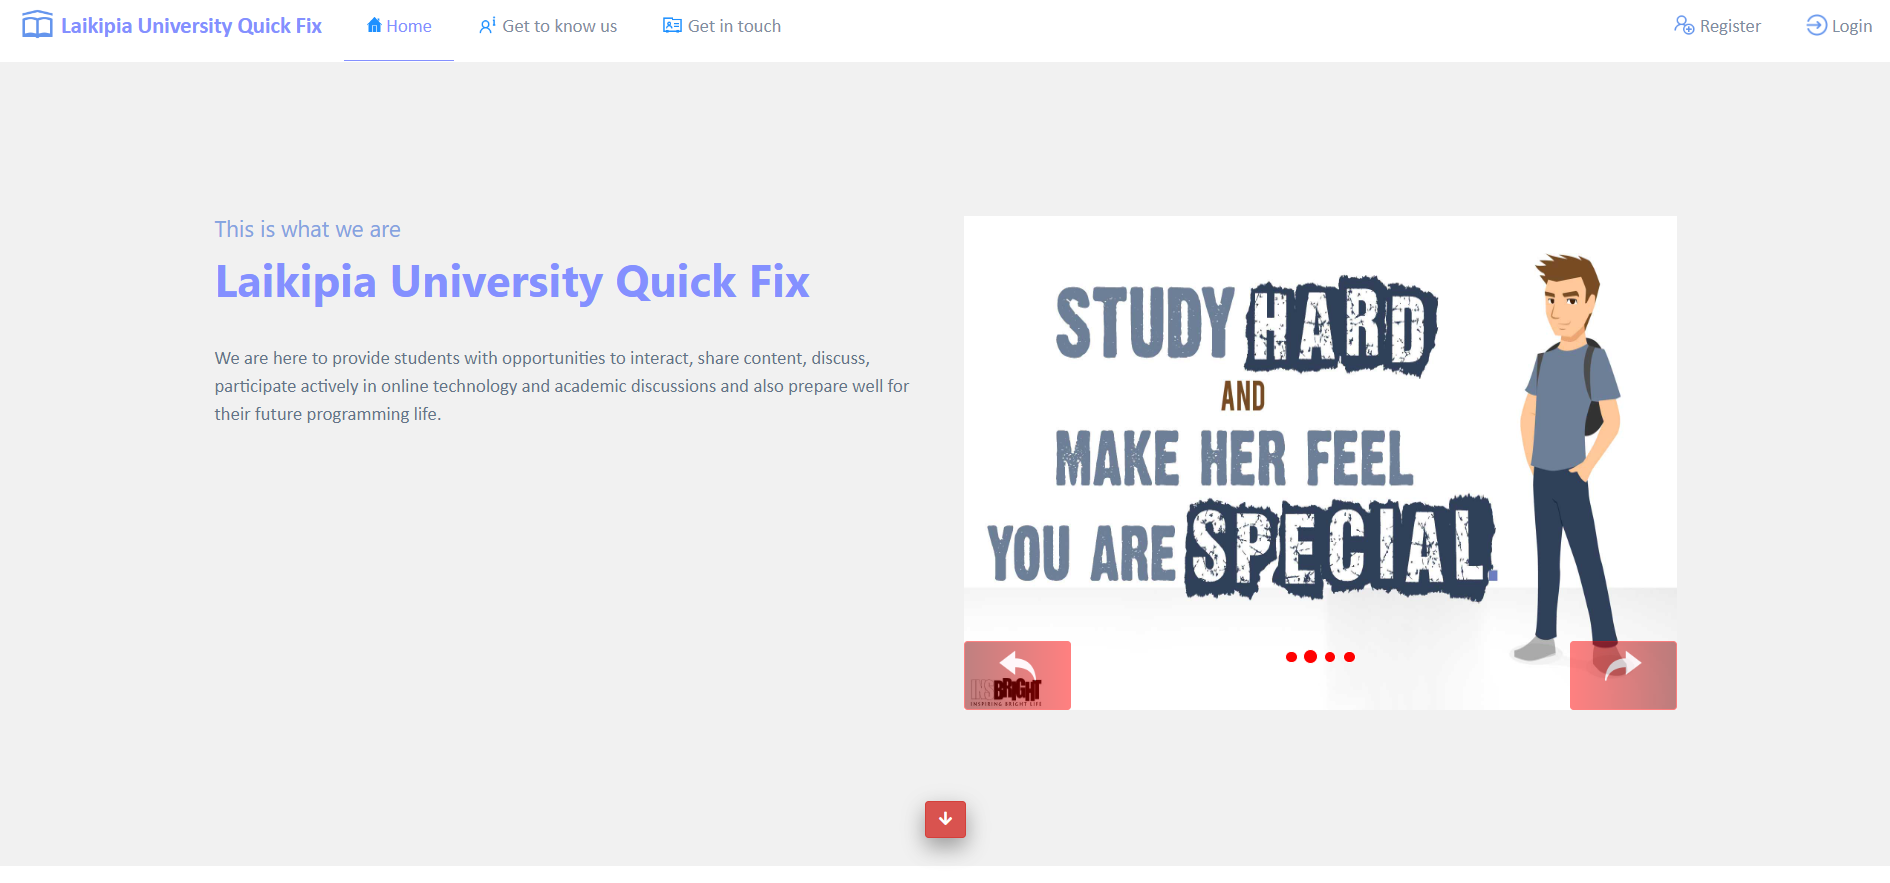 Laikipia University Quick Fix
Home
Get to know us
Get in touch
Register
Login
This is what we are
Laikipia University Quick Fix
We are here to provide students with opportunities to interact, share content, discuss,
participate actively in online technology and academic discussions and also prepare well for
their future programming life.
STUDY HARD
AND
MAKE HER FEEL
YOU ARE SPECIAL.
INSBRIGHT
INSPIRING BRIGHT LIFE